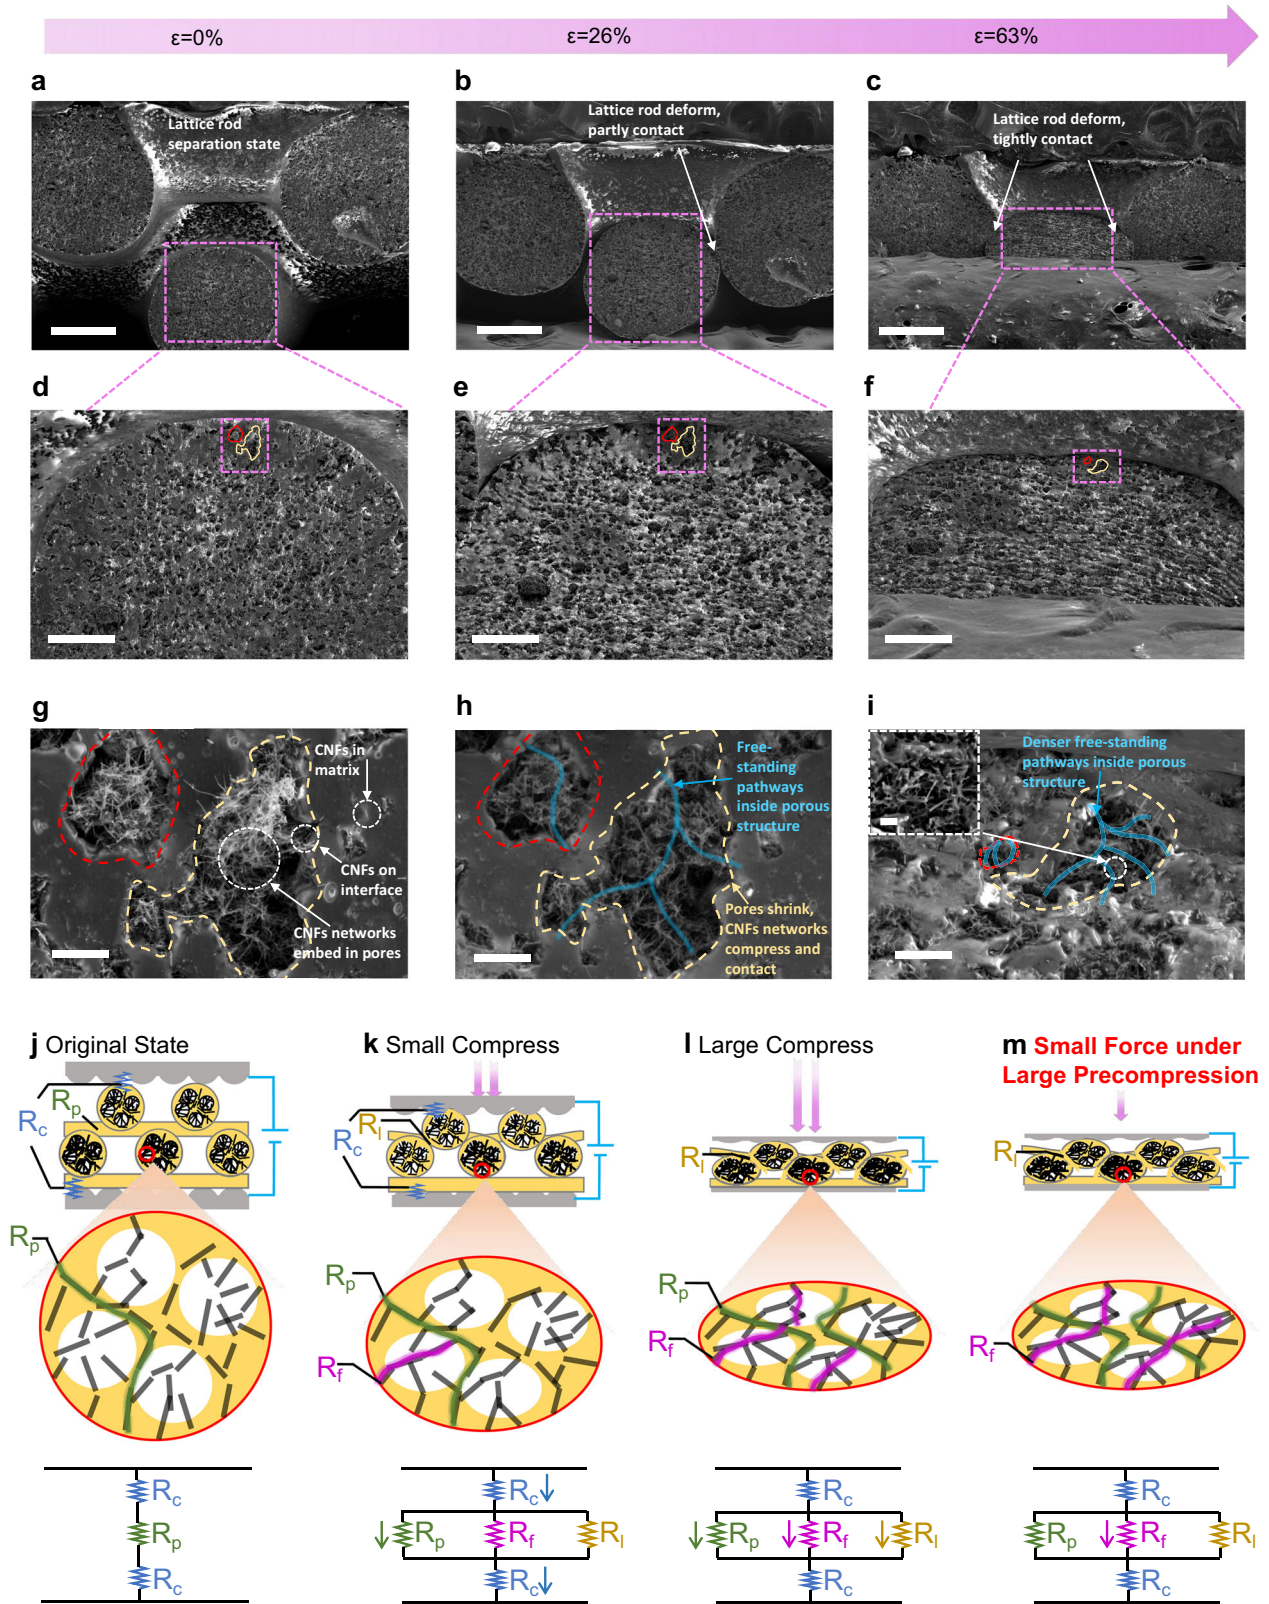 ε=0%
ε=26%
ε=63%
a
b
c
Lattice rod
separation state
Lattice rod deform,
partly contact
Lattice rod deform,
tightly contact
d
e
f
g
h
i
CNFs in
matrix
CNFs on
interface
CNFs networks
embed in pores
Free-
standing
pathways
inside porous
structure
Pores shrink,
CNFs networks
compress and
contact
Denser free-standing
pathways inside porous
structure
j Original State
k Small Compress
l Large Compress
m Small Force under
Large Precompression
Rp
Rc
Rl
Rc
Rl
Rl
Rp
Rp
Rf
Rp
Rf
Rp
Rf
Rc
Rp
Rc
Rc
Rp
Rf
Rl
Rc
Rc
Rp
Rf
Rl
Rc
Rc
Rp
Rf
Rl
Rc